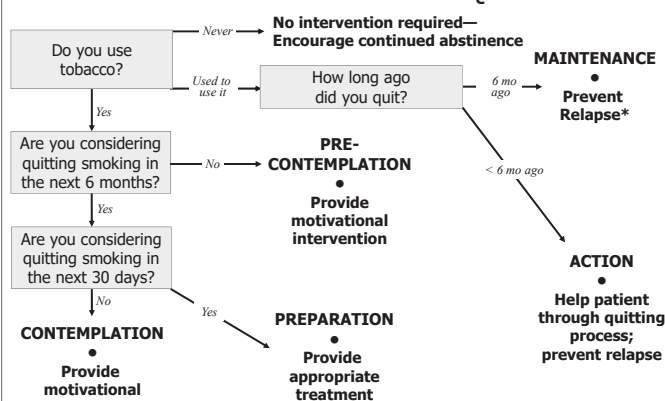 No intervention required—
Encourage continued abstinence
Never
Do you use
tobacco?
Used to
use it
How long ago
did you quit?
6 mo
ago
MAINTENANCE
●
Prevent
Relapse*
Yes
Are you considering
quitting smoking in
the next 6 months?
No
PRE-
CONTEMPLATION
●
Provide
motivational
intervention
< 6 mo ago
Yes
Are you considering
quitting smoking in
the next 30 days?
ACTION
●
Help patient
through quitting
process;
prevent relapse
No
CONTEMPLATION
●
Provide
motivational
Yes
PREPARATION
●
Provide
appropriate
treatment